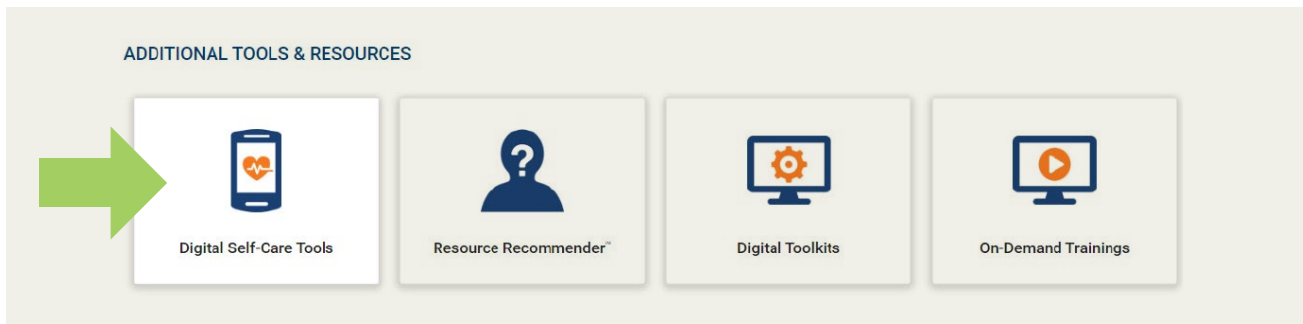 ADDITIONAL TOOLS & RESOURCES
?
Digital Self-Care Tools
Resource Recommender™
Digital Toolkits
On-Demand Trainings